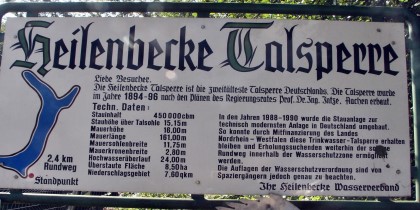 Heilenbecke Talsperre
Liebe Besucher,
Die Heilenbecke Talsperre ist die zweitälteste Talsperre Deutschlands. Die Talsperre wurde
im Jahre 1894-96 nach den Plänen des Regierungsrates Prof. Dr. Ing. Intze, Aachen erbaut.
Techn. Daten:
Stauinhalt 450 000cbm
Stauhöhe über Talsohle 15,15m
Mauerhöhe 18,00m
Mauerlänge 161,00m
Mauersohlenbreite 11,75m
Mauerkronenbreite 2,80m
Hochwasserüberlauf 24,00m
Überstaute Fläche 8,50ha
Niederschlagsgebiet 7,60qkm
In den Jahren 1988-1990 wurde die Stauanlage zur
technisch modernsten Anlage in Deutschland umgebaut.
So konnte durch Mitfinanzierung des Landes
Nordrhein-Westfalen diese Trinkwasser-Talsperre erhalten
bleiben und Erholungssuchenden weiterhin der schöne
Rundweg innerhalb der Wasserschutzzone ermöglicht
werden.
Die Auflagen der Wasserschutzverordnung sind von
Spaziergängern jedoch genau zu beachten.
Ihr Heilenbecke Wasserverband
2.4 km
Rundweg
Standpunkt